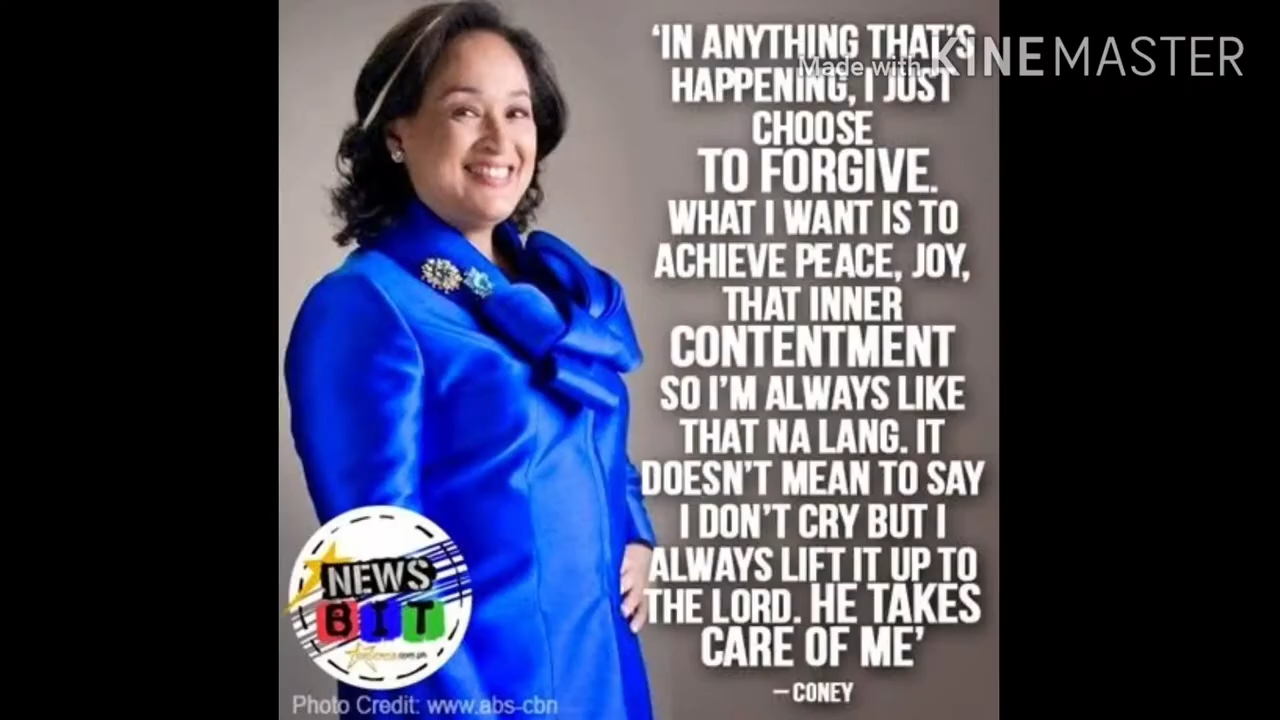 'IN ANYTHING THAT'S
HAPPENING, I JUST
CHOOSE
TO FORGIVE.
WHAT I WANT IS TO
ACHIEVE PEACE, JOY,
THAT INNER
CONTENTMENT
SO I'M ALWAYS LIKE
THAT NA LANG. IT
DOESN'T MEAN TO SAY
I DON'T CRY BUT I
ALWAYS LIFT IT UP TO
THE LORD. HE TAKES
CARE OF ME'
– CONEY
Made with KINEMASTER
NEWS
BIT
Photo Credit: www.abs-cbn